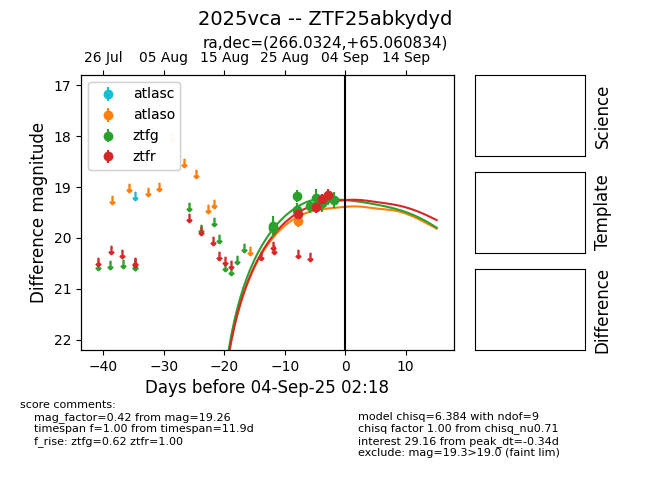 2025vca -- ZTF25abkydyd
ra,dec=(266.0324,+65.060834)
26 Jul 05 Aug 15 Aug 25 Aug 04 Sep 14 Sep
17
18
19
20
21
22
Difference magnitude
atlasc
atlaso
ztfg
ztfr
−40 −30 −20 −10 0 10
Days before 04-Sep-25 02:18
Science
Template
Difference
score comments:
mag_factor=0.42 from mag=19.26
timespan f=1.00 from timespan=11.9d
f_rise: ztfg=0.62 ztfr=1.00
model chisq=6.384 with ndof=9
chisq factor 1.00 from chisq_nu0.71
interest 29.16 from peak_dt=-0.34d
exclude: mag=19.3>19.0 (faint lim)